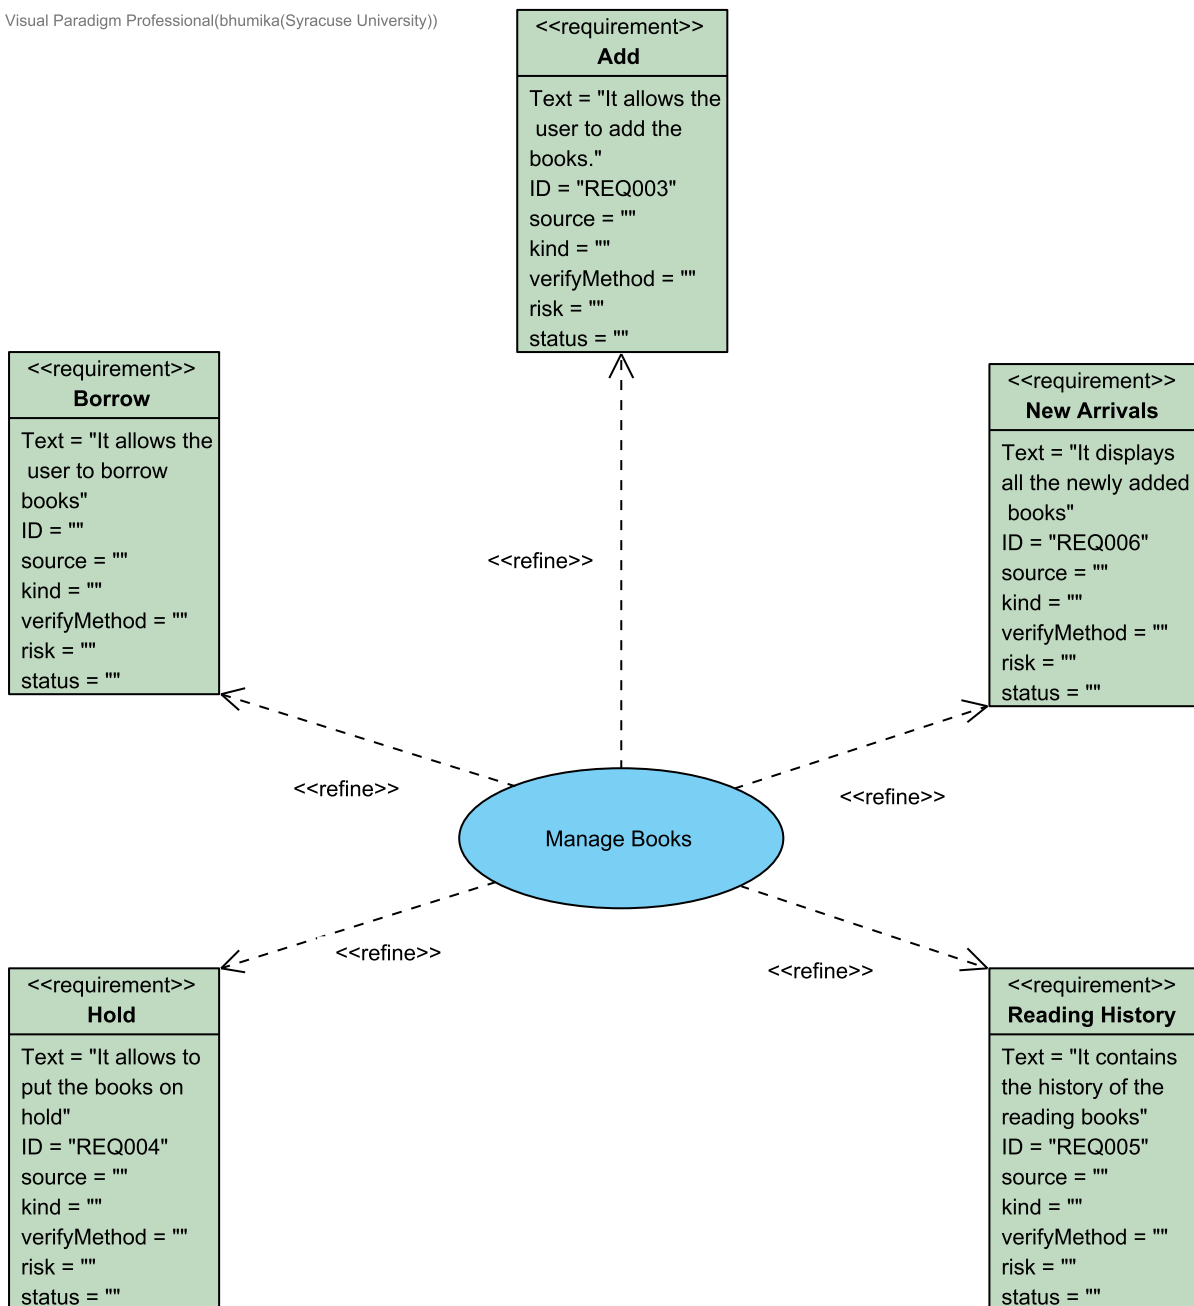 Visual Paradigm Professional(bhumika(Syracuse University))
<<requirement>>
Add
Text = "It allows the
user to add the
books."
ID = "REQ003"
source = ""
kind = ""
verifyMethod = ""
risk = ""
status = ""
<<requirement>>
Borrow
Text = "It allows the
user to borrow
books"
ID = ""
source = ""
kind = ""
verifyMethod = ""
risk = ""
status = ""
<<requirement>>
New Arrivals
Text = "It displays
all the newly added
books"
ID = "REQ006"
source = ""
kind = ""
verifyMethod = ""
risk = ""
status = ""
<<refine>>
<<refine>>
<<refine>>
Manage Books
<<refine>>
<<refine>>
<<requirement>>
Hold
Text = "It allows to
put the books on
hold"
ID = "REQ004"
source = ""
kind = ""
verifyMethod = ""
risk = ""
status = ""
<<requirement>>
Reading History
Text = "It contains
the history of the
reading books"
ID = "REQ005"
source = ""
kind = ""
verifyMethod = ""
risk = ""
status = ""